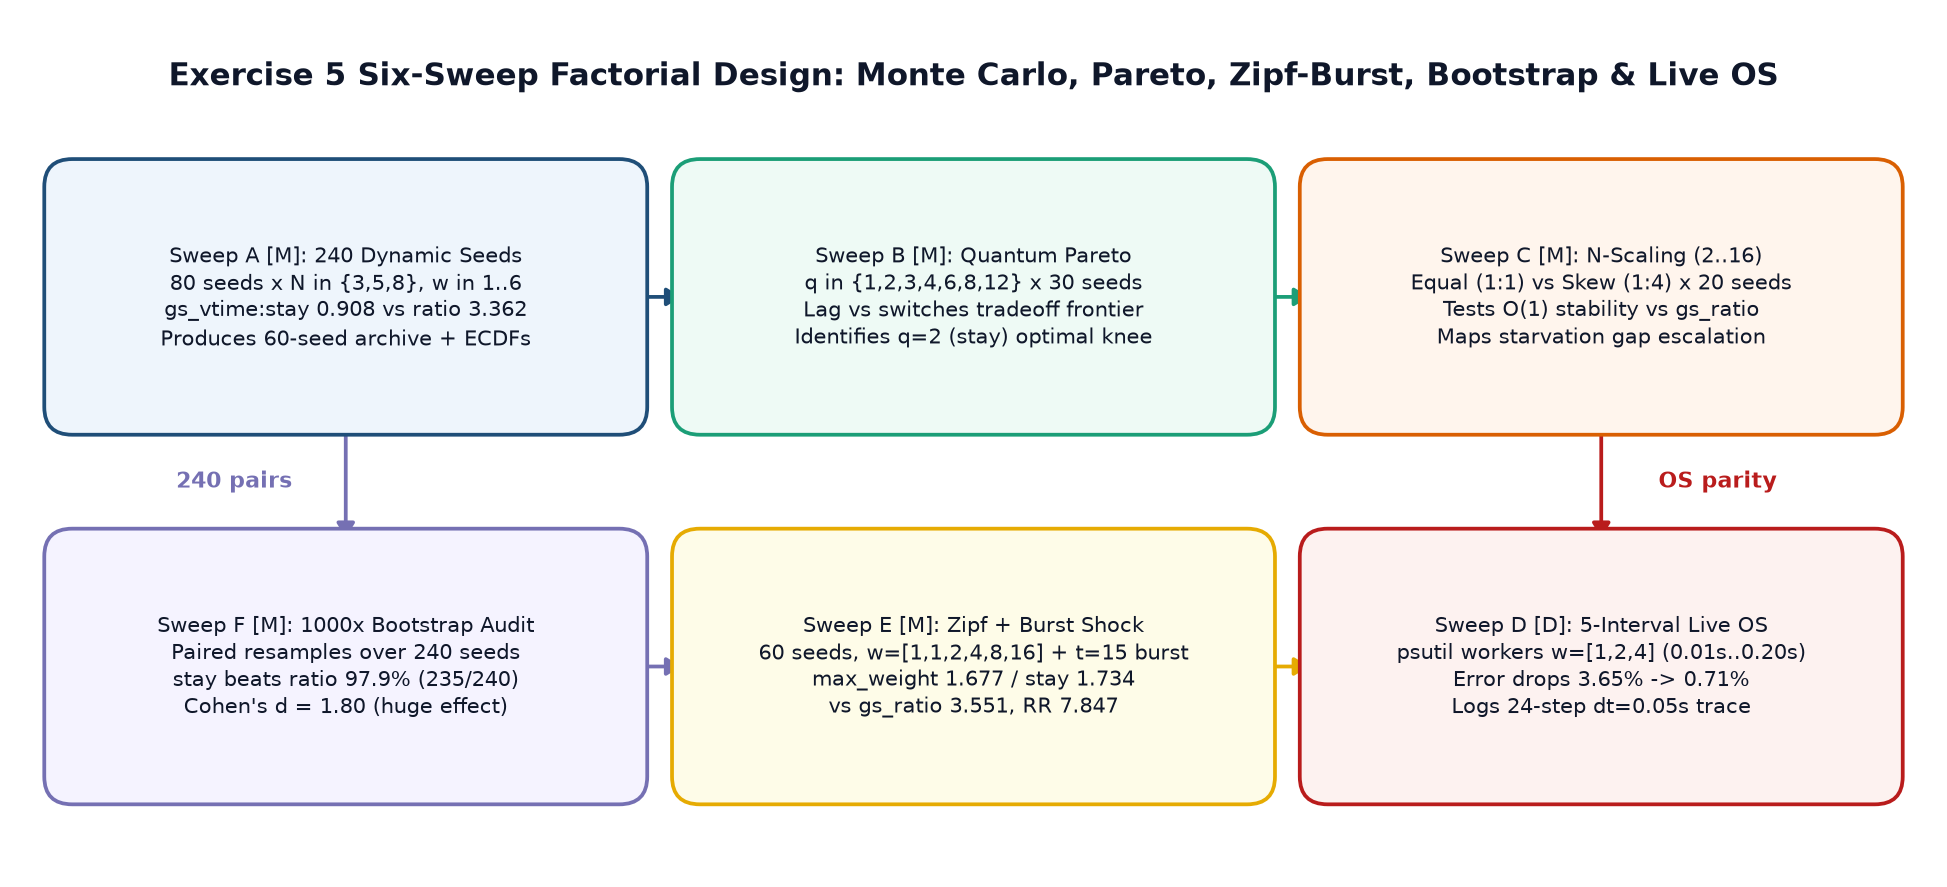 Exercise 5 Six-Sweep Factorial Design: Monte Carlo, Pareto, Zipf-Burst, Bootstrap & Live OS
Sweep A [M]: 240 Dynamic Seeds
80 seeds x N in {3,5,8}, w in 1..6
gs_vtime:stay 0.908 vs ratio 3.362
Produces 60-seed archive + ECDFs
Sweep B [M]: Quantum Pareto
q in {1,2,3,4,6,8,12} x 30 seeds
Lag vs switches tradeoff frontier
Identifies q=2 (stay) optimal knee
Sweep C [M]: N-Scaling (2..16)
Equal (1:1) vs Skew (1:4) x 20 seeds
Tests O(1) stability vs gs_ratio
Maps starvation gap escalation
240 pairs
OS parity
Sweep F [M]: 1000x Bootstrap Audit
Paired resamples over 240 seeds
stay beats ratio 97.9% (235/240)
Cohen's d = 1.80 (huge effect)
Sweep E [M]: Zipf + Burst Shock
60 seeds, w=[1,1,2,4,8,16] + t=15 burst
max_weight 1.677 / stay 1.734
vs gs_ratio 3.551, RR 7.847
Sweep D [D]: 5-Interval Live OS
psutil workers w=[1,2,4] (0.01s..0.20s)
Error drops 3.65% -> 0.71%
Logs 24-step dt=0.05s trace